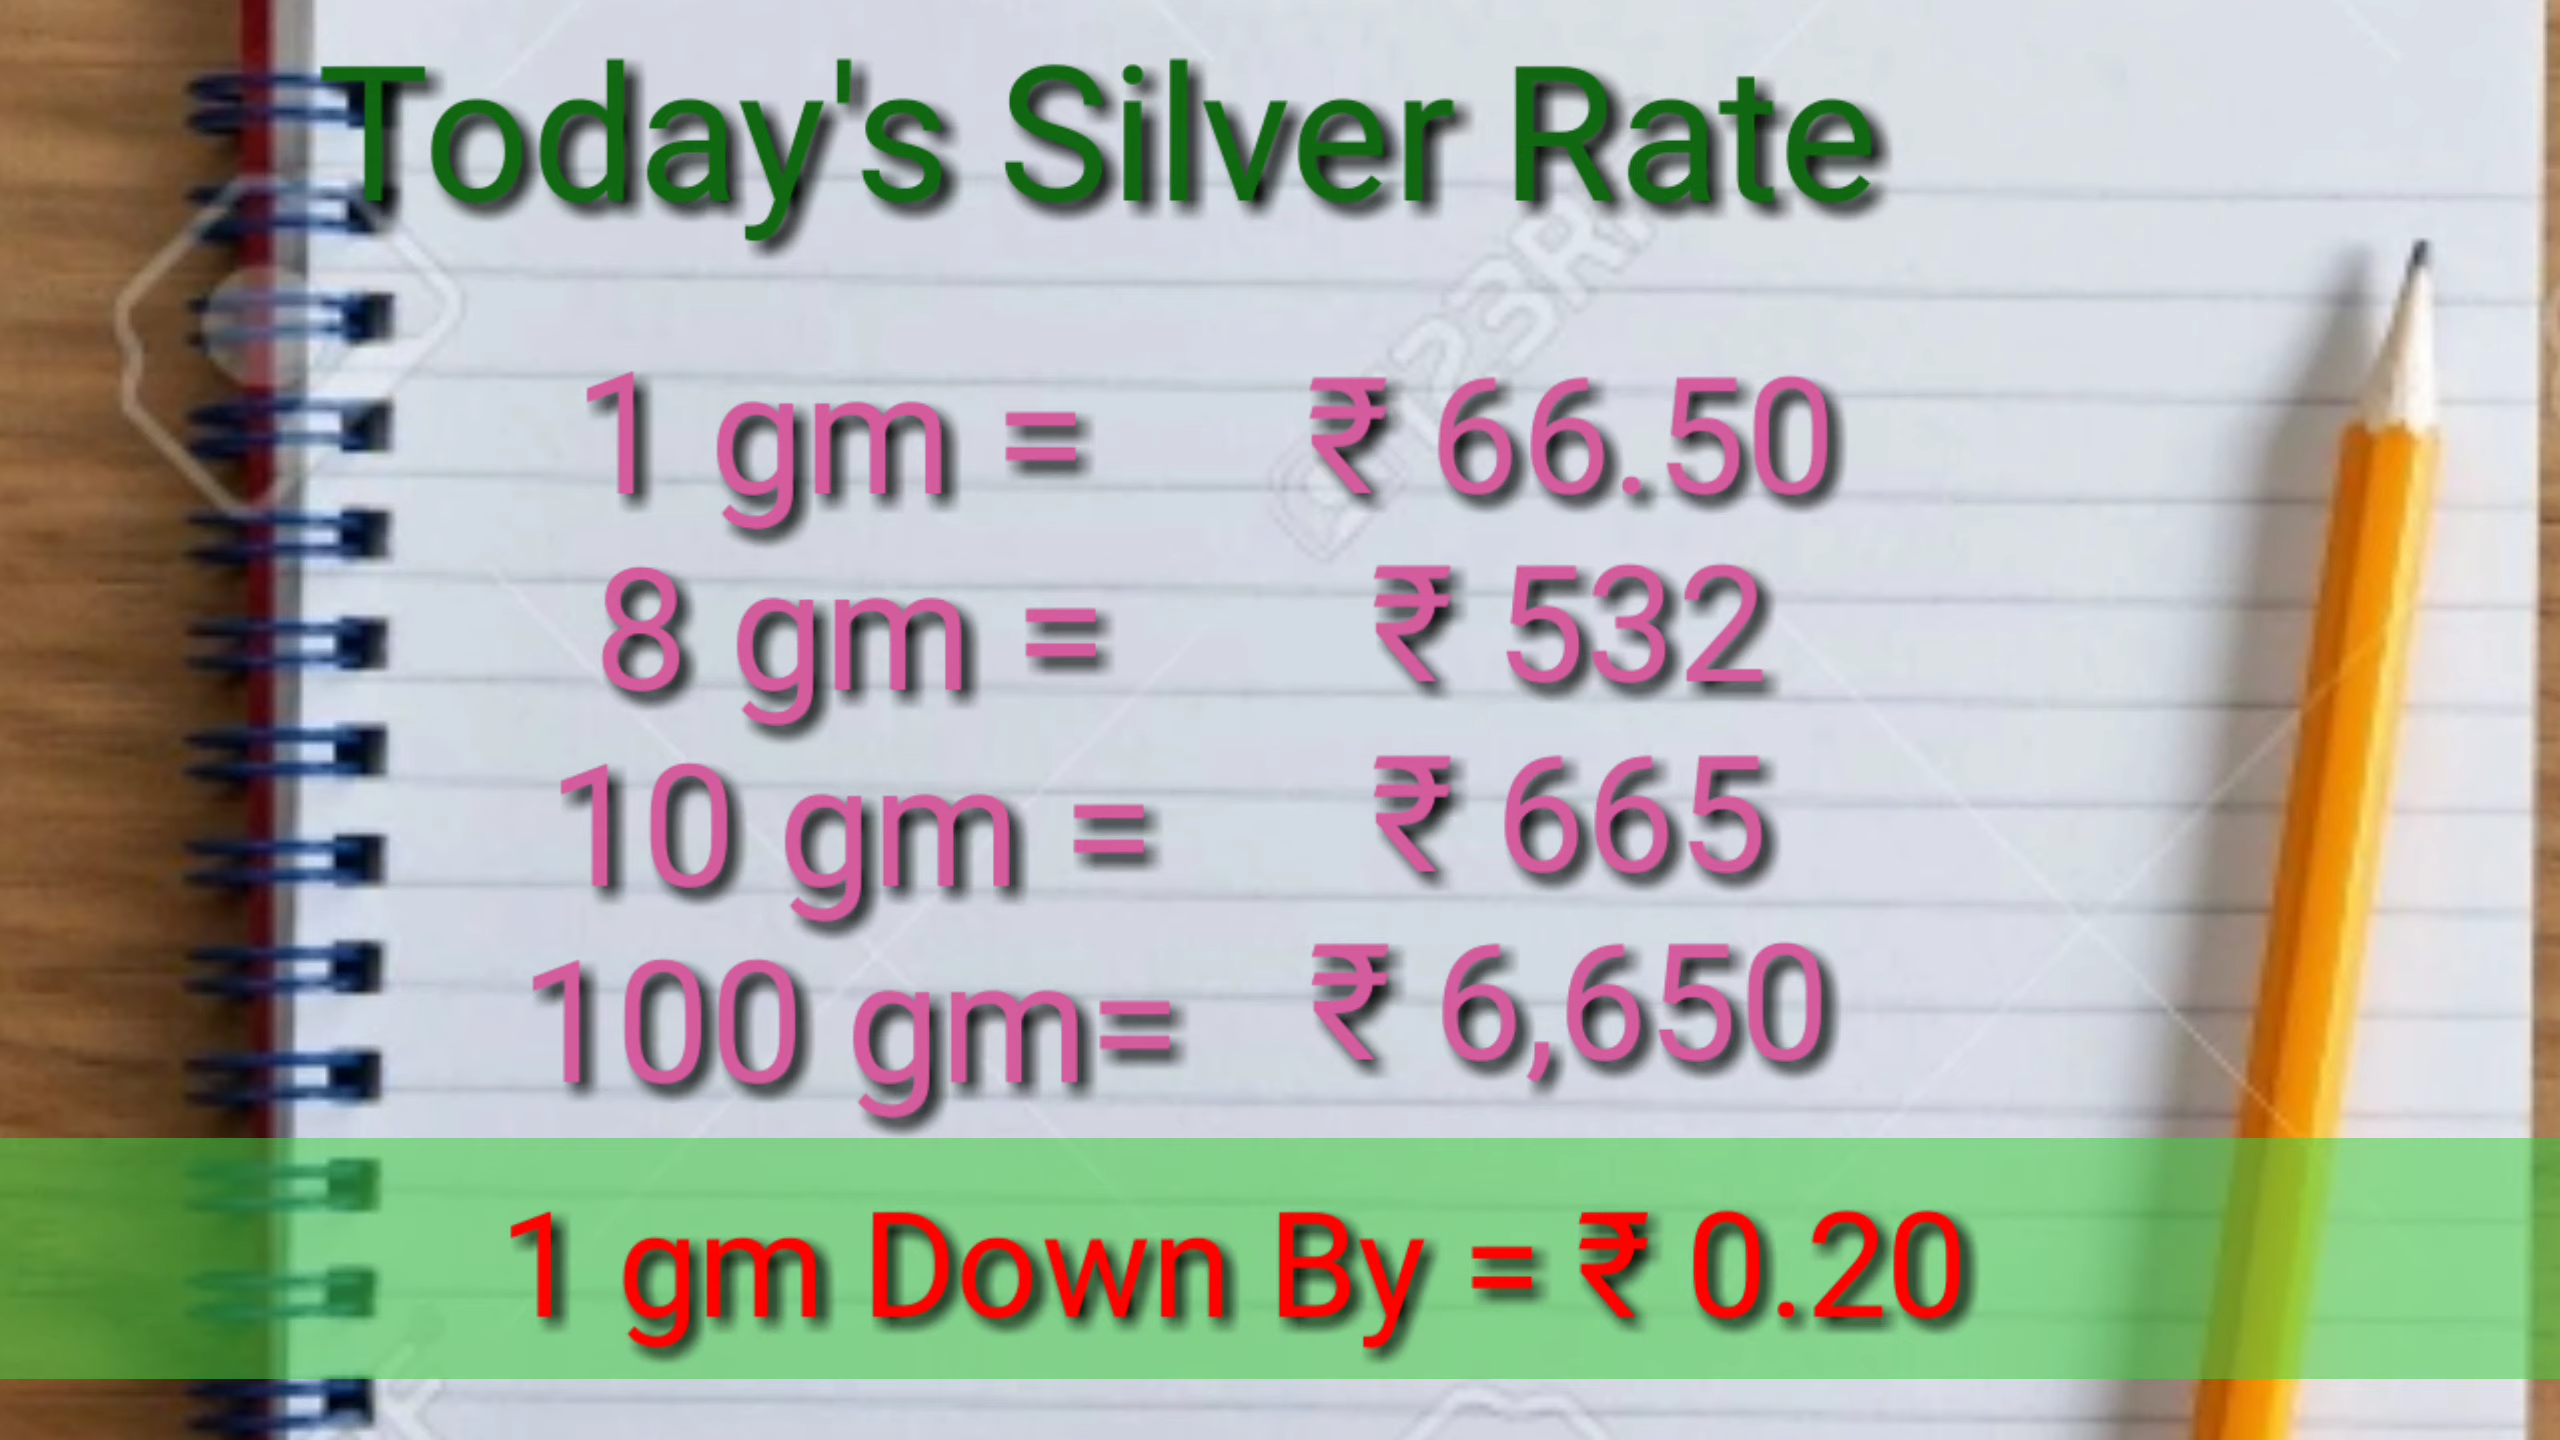 Today's Silver Rate
1 gm = ₹ 66.50
8 gm = ₹ 532
10 gm = ₹ 665
100 gm= ₹ 6,650
1 gm Down By = ₹ 0.20